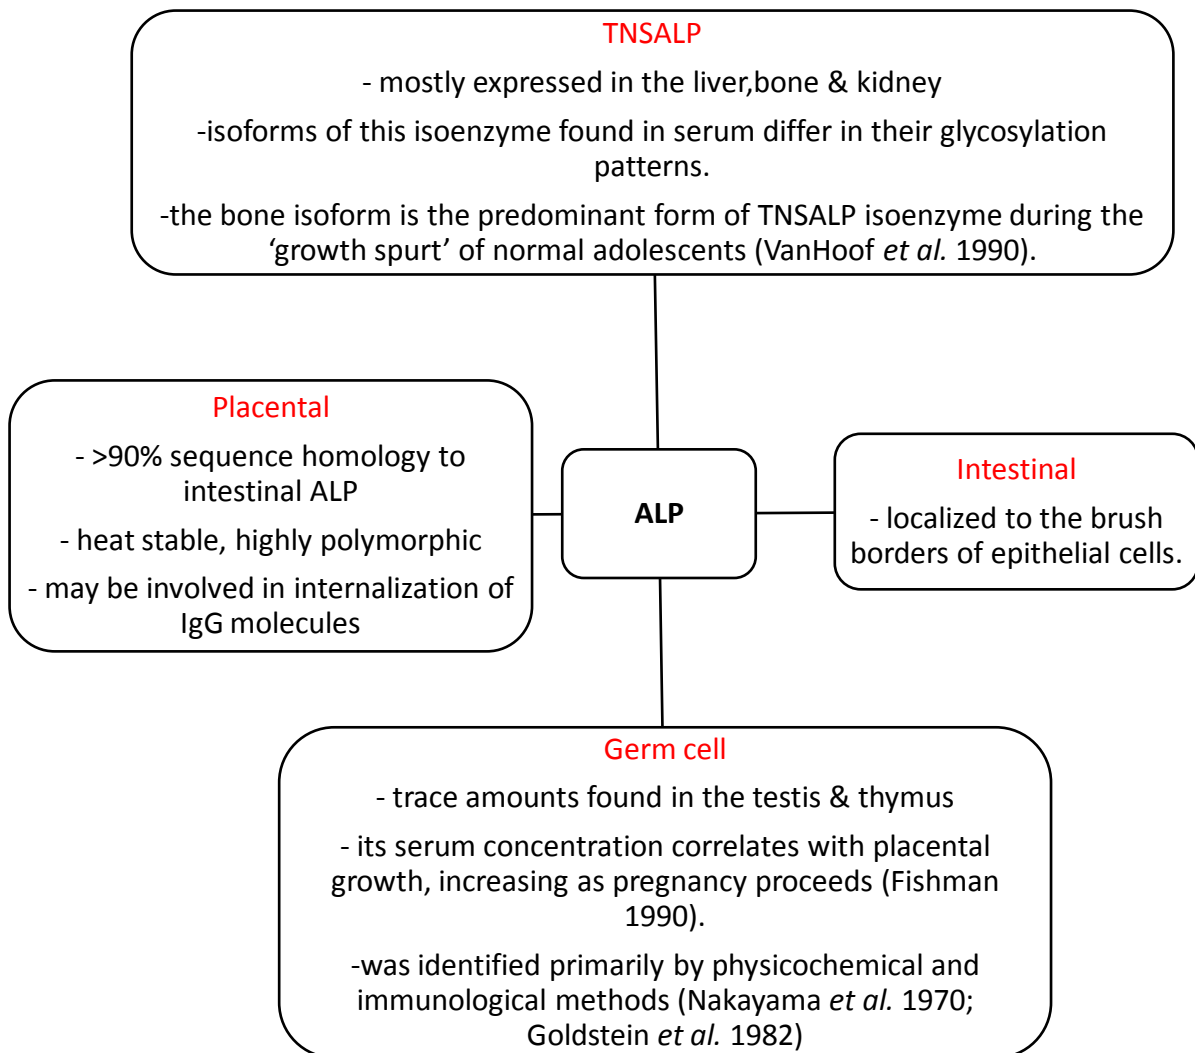 TNSALP
- mostly expressed in the liver,bone & kidney
-isoforms of this isoenzyme found in serum differ in their glycosylation
patterns.
-the bone isoform is the predominant form of TNSALP isoenzyme during the
‘growth spurt’ of normal adolescents (VanHoof et al. 1990).
Placental
- >90% sequence homology to
intestinal ALP
- heat stable, highly polymorphic
- may be involved in internalization of
IgG molecules
ALP
Intestinal
- localized to the brush
borders of epithelial cells.
Germ cell
- trace amounts found in the testis & thymus
- its serum concentration correlates with placental
growth, increasing as pregnancy proceeds (Fishman
1990).
-was identified primarily by physicochemical and
immunological methods (Nakayama et al. 1970;
Goldstein et al. 1982)